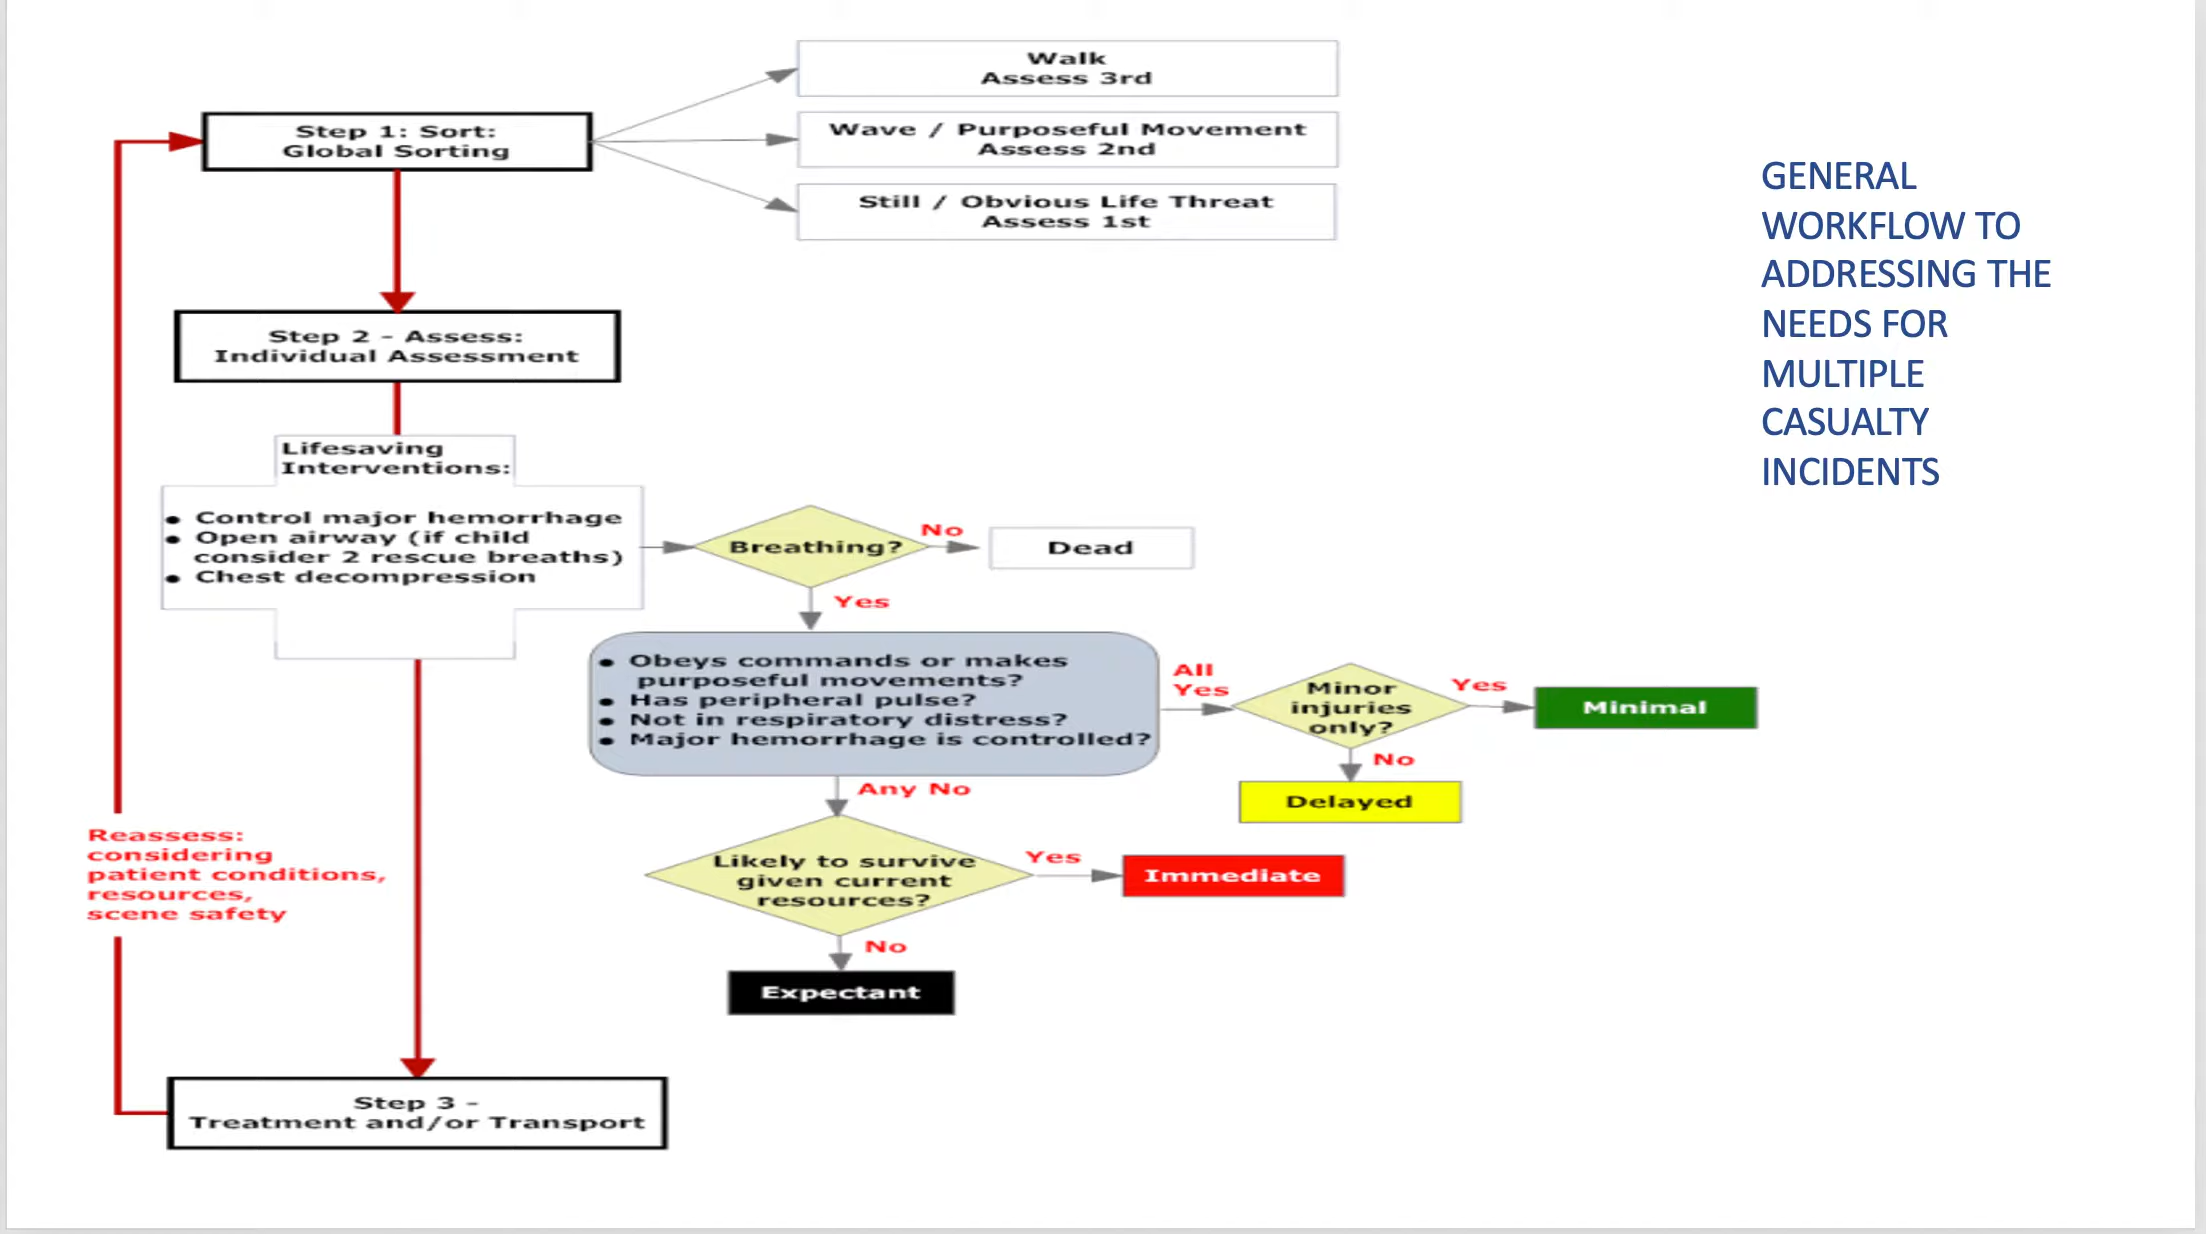 Walk
Assess 3rd
Step 1: Sort:
Global Sorting
Wave / Purposeful Movement
Assess 2nd
Still / Obvious Life Threat
Assess 1st
GENERAL
WORKFLOW TO
ADDRESSING THE
NEEDS FOR
MULTIPLE
CASUALTY
INCIDENTS
Step 2 - Assess:
Individual Assessment
Lifesaving
Interventions:
● Control major hemorrhage
● Open airway (if child
consider 2 rescue breaths)
● Chest decompression
Breathing?
No
Dead
Yes
● Obeys commands or makes
purposeful movements?
● Has peripheral pulse?
● Not in respiratory distress?
● Major hemorrhage is controlled?
All
Yes
Minor
injuries
only?
Yes
Minimal
No
Delayed
Any No
Likely to survive
given current
resources?
Yes
Immediate
No
Expectant
Reassess:
considering
patient conditions,
resources,
scene safety
Step 3 -
Treatment and/or Transport